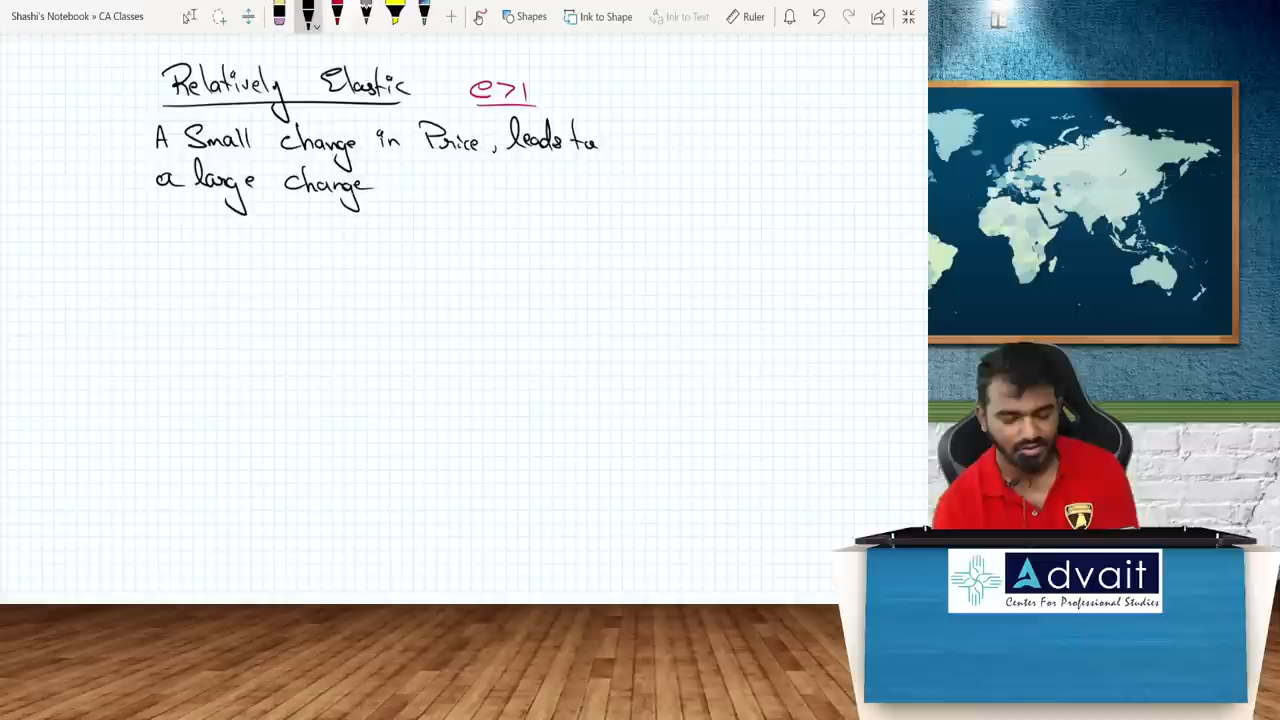 Shashi's Notebook » CA Classes
Shapes
Ink to Shape
Ink to Text
Ruler
Relatively Elastic e>1
A Small change in Price, leads to
a large change
Advait
Center For Professional Studies